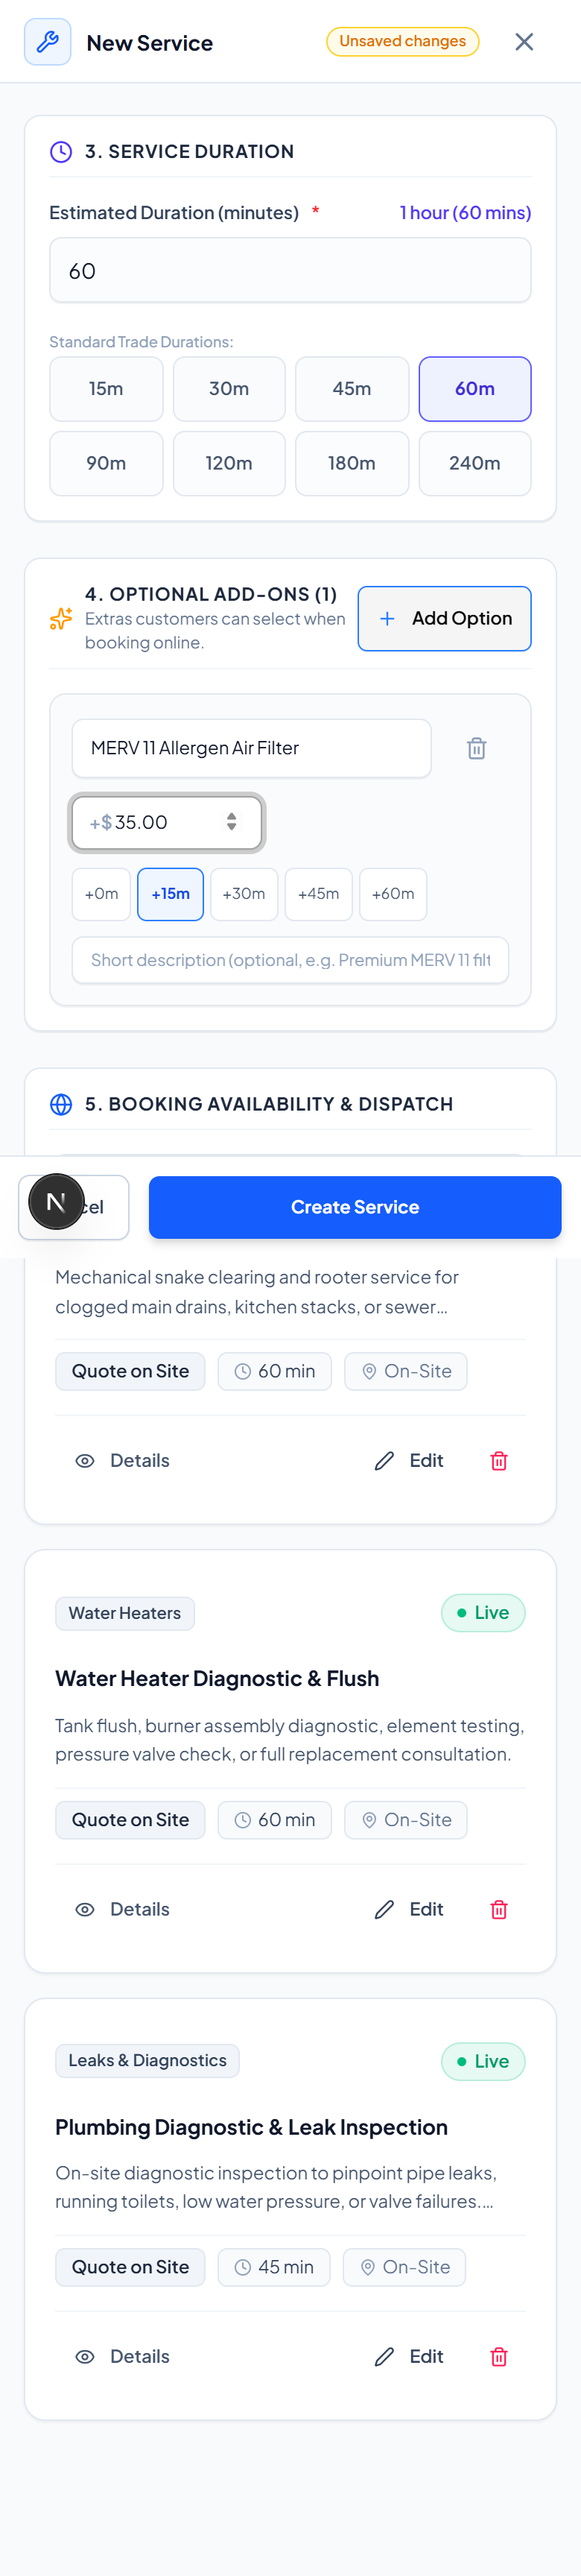 New Service
Unsaved changes
3. SERVICE DURATION
Estimated Duration (minutes) *
1 hour (60 mins)
60
Standard Trade Durations:
15m
30m
45m
60m
90m
120m
180m
240m
4. OPTIONAL ADD-ONS (1)
Extras customers can select when
booking online.
Add Option
MERV 11 Allergen Air Filter
+$ 35.00
+0m
+15m
+30m
+45m
+60m
Short description (optional, e.g. Premium MERV 11 filt
5. BOOKING AVAILABILITY & DISPATCH
N
cel
Create Service
Mechanical snake clearing and rooter service for
clogged main drains, kitchen stacks, or sewer...
Quote on Site
60 min
On-Site
Details
Edit
Water Heaters
Live
Water Heater Diagnostic & Flush
Tank flush, burner assembly diagnostic, element testing,
pressure valve check, or full replacement consultation.
Quote on Site
60 min
On-Site
Details
Edit
Leaks & Diagnostics
Live
Plumbing Diagnostic & Leak Inspection
On-site diagnostic inspection to pinpoint pipe leaks,
running toilets, low water pressure, or valve failures....
Quote on Site
45 min
On-Site
Details
Edit